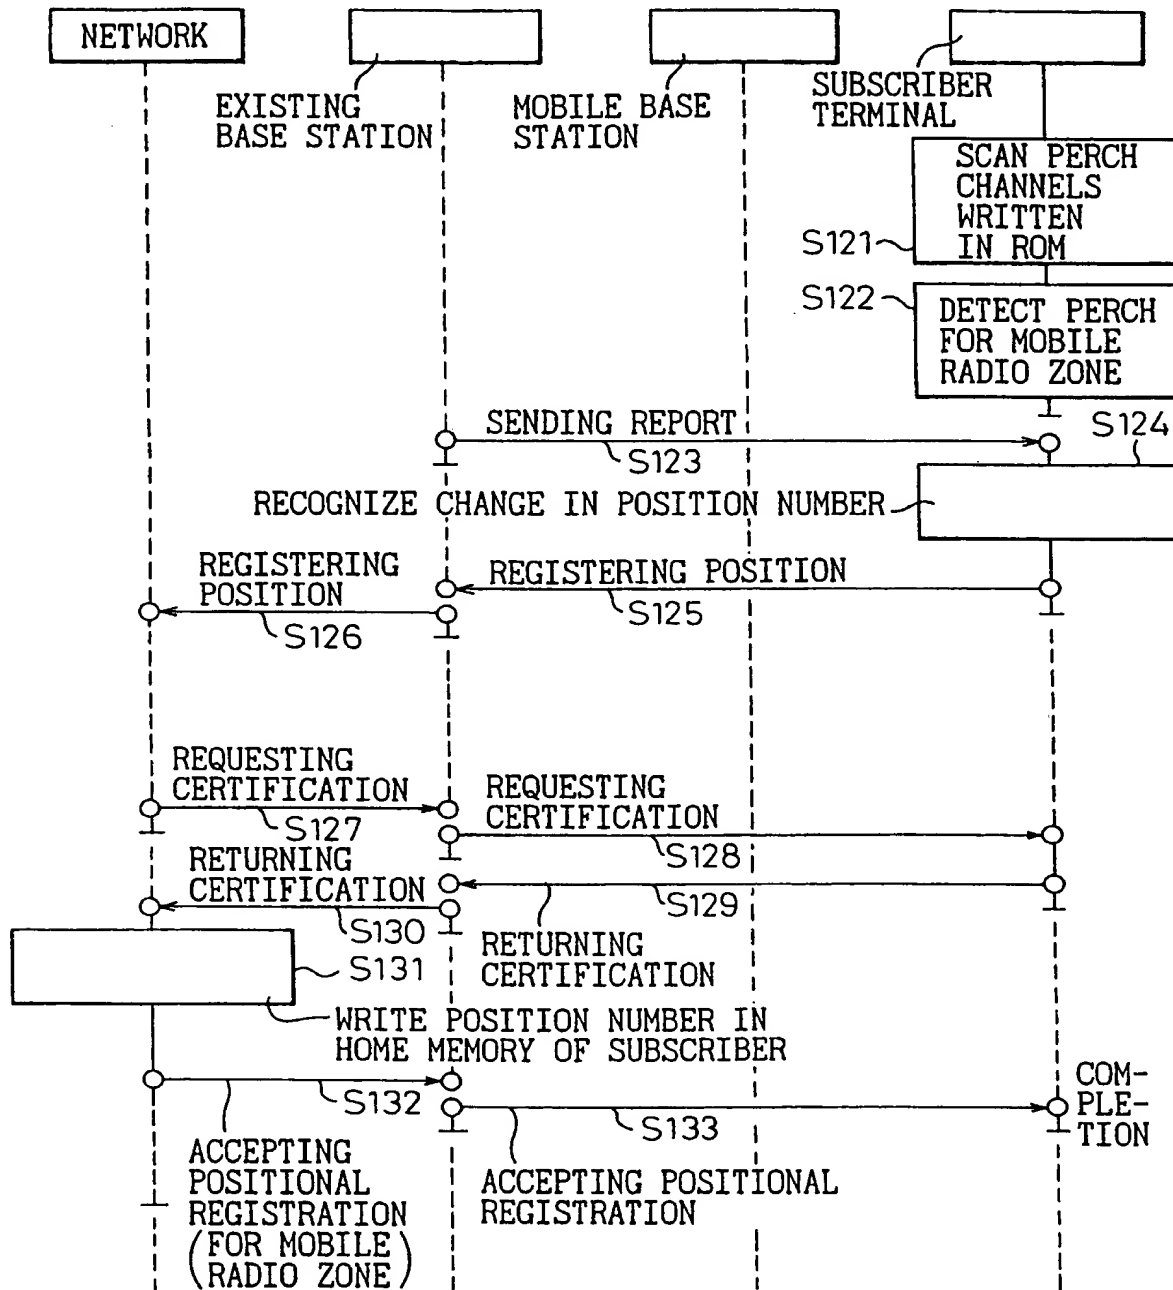 NETWORK
EXISTING
BASE STATION
MOBILE BASE
STATION
SUBSCRIBER
TERMINAL
SCAN PERCH
CHANNELS
WRITTEN
IN ROM
S121
S122
DETECT PERCH
FOR MOBILE
RADIO ZONE
SENDING REPORT
S123
S124
RECOGNIZE CHANGE IN POSITION NUMBER
REGISTERING
POSITION
S126
REGISTERING POSITION
S125
REQUESTING
CERTIFICATION
S127
REQUESTING
CERTIFICATION
S128
RETURNING
CERTIFICATION
S130
S129
RETURNING
CERTIFICATION
S131
WRITE POSITION NUMBER IN
HOME MEMORY OF SUBSCRIBER
S132
S133
COM-
PLE-
TION
ACCEPTING
POSITIONAL
REGISTRATION
(FOR MOBILE
RADIO ZONE)
ACCEPTING POSITIONAL
REGISTRATION